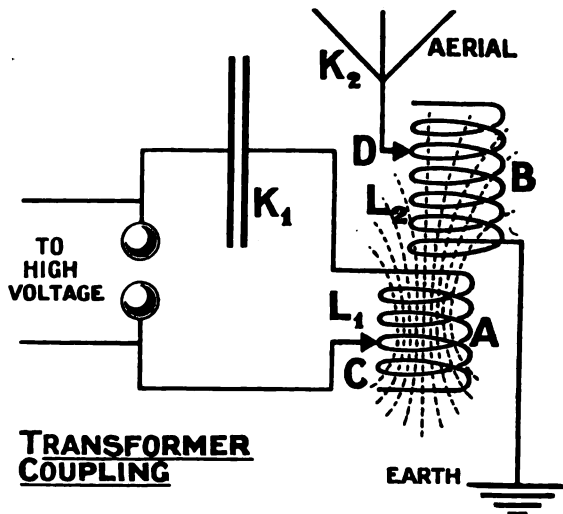 K₂
AERIAL
D
B
K₁
L₂
TO
HIGH
VOLTAGE
L₁
A
C
TRANSFORMER
COUPLING
EARTH